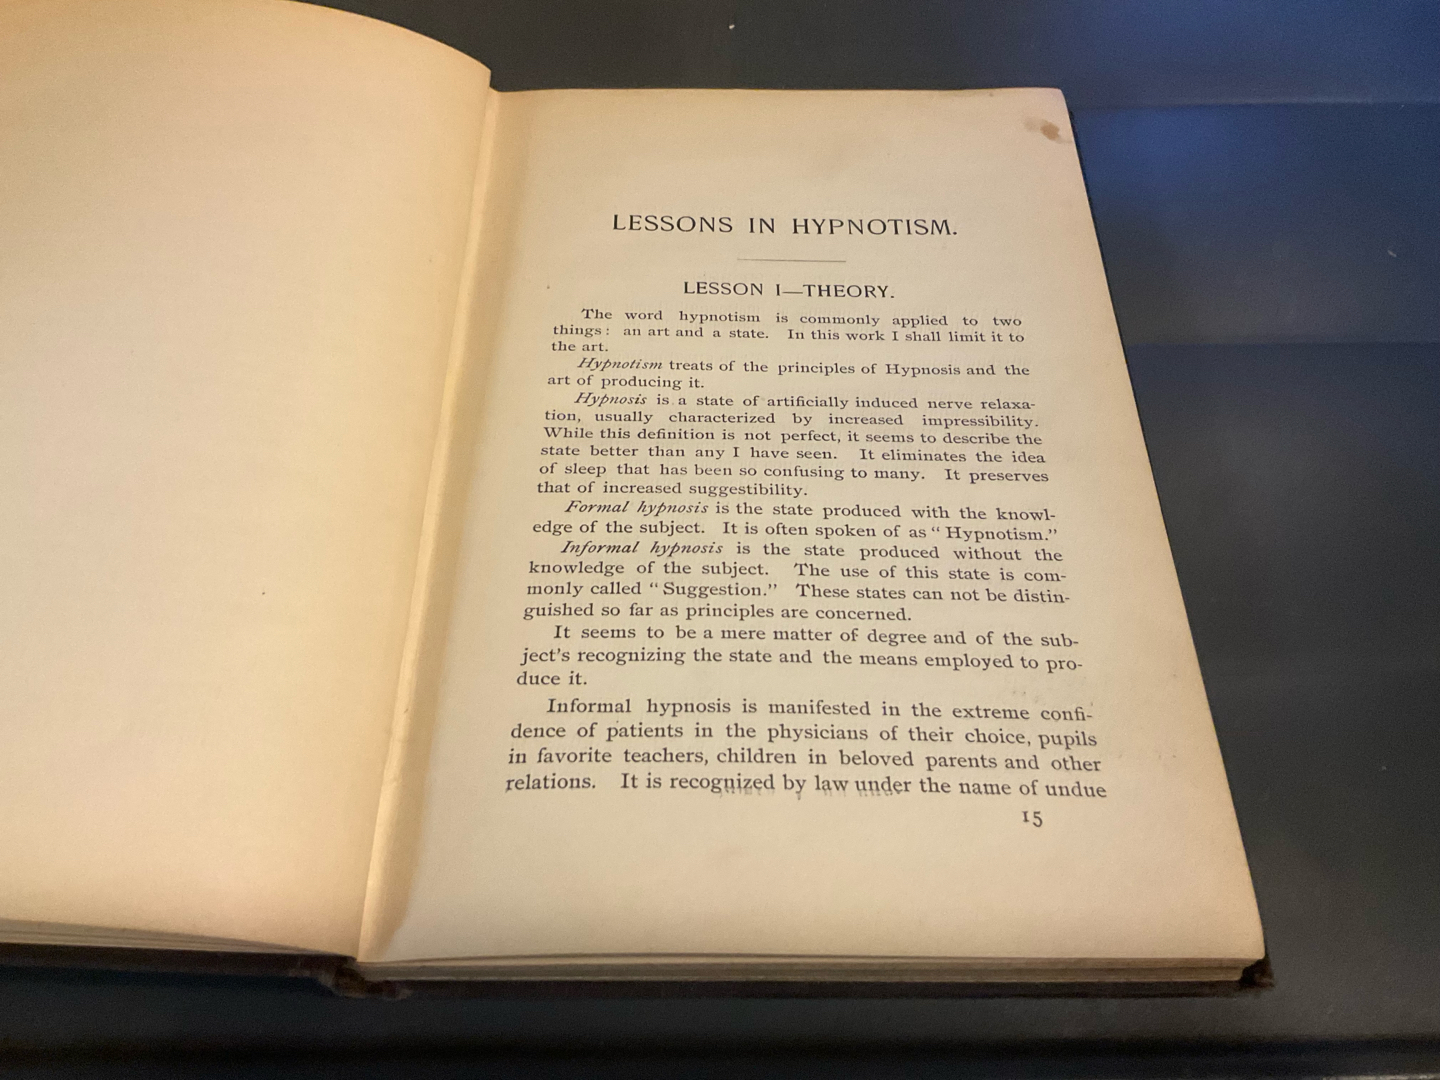 LESSONS IN HYPNOTISM.
LESSON I—THEORY.
The word hypnotism is commonly applied to two
things: an art and a state. In this work I shall limit it to
the art.
Hypnotism treats of the principles of Hypnosis and the
art of producing it.
Hypnosis is a state of artificially induced nerve relaxa-
tion, usually characterized by increased impressibility.
While this definition is not perfect, it seems to describe the
state better than any I have seen. It eliminates the idea
of sleep that has been so confusing to many. It preserves
that of increased suggestibility.
Formal hypnosis is the state produced with the knowl-
edge of the subject. It is often spoken of as "Hypnotism."
Informal hypnosis is the state produced without the
knowledge of the subject. The use of this state is com-
monly called "Suggestion." These states can not be distin-
guished so far as principles are concerned.
It seems to be a mere matter of degree and of the sub-
ject's recognizing the state and the means employed to pro-
duce it.
Informal hypnosis is manifested in the extreme confi-
dence of patients in the physicians of their choice, pupils
in favorite teachers, children in beloved parents and other
relations. It is recognized by law under the name of undue
15